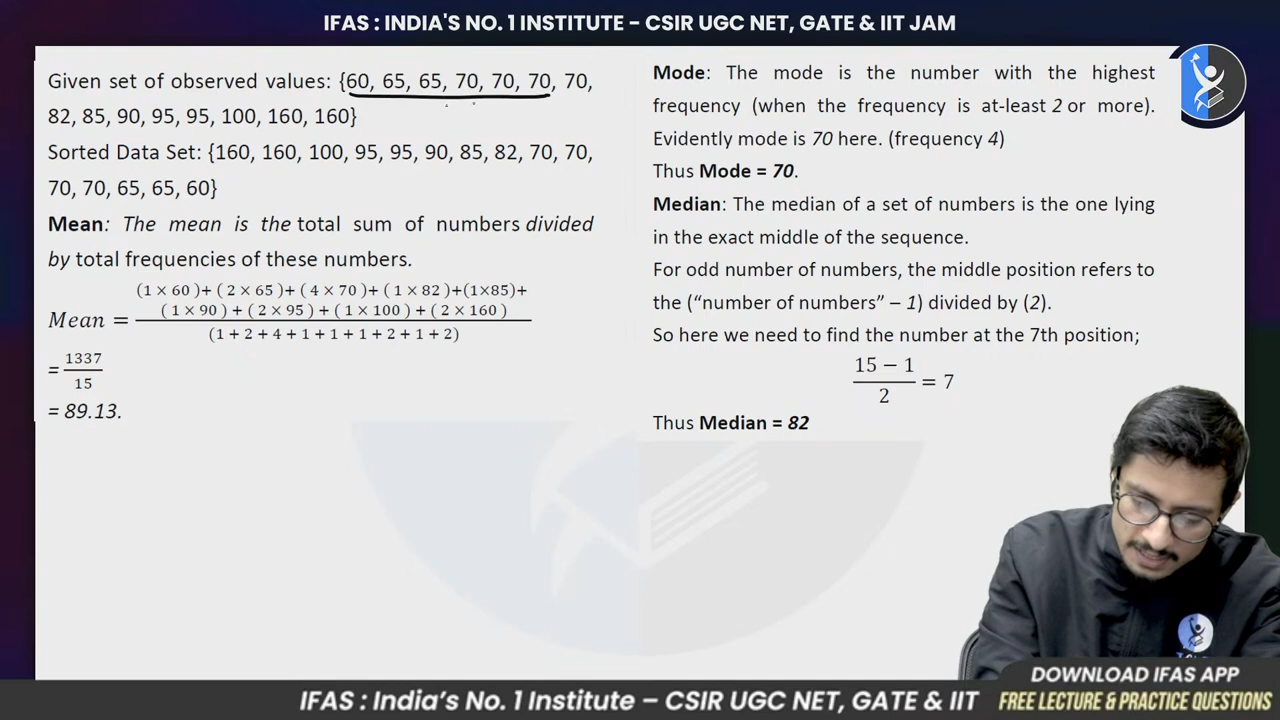 IFAS : INDIA'S NO. 1 INSTITUTE – CSIR UGC NET, GATE & IIT JAM
Given set of observed values: {60, 65, 65, 70, 70, 70, 70,
82, 85, 90, 95, 95, 100, 160, 160}
Sorted Data Set: {160, 160, 100, 95, 95, 90, 85, 82, 70, 70,
70, 70, 65, 65, 60}
Mean: The mean is the total sum of numbers divided
by total frequencies of these numbers.
(1 × 60)+ ( 2 × 65)+ ( 4 × 70)+ ( 1 × 82)+(1×85)+
( 1 × 90) + ( 2 × 95) + ( 1 × 100) + ( 2 × 160)
Mean =
(1 + 2 + 4 + 1 + 1 + 1 + 2 + 1 + 2)
= 1337
15
= 89.13.
Mode: The mode is the number with the highest
frequency (when the frequency is at-least 2 or more).
Evidently mode is 70 here. (frequency 4)
Thus Mode = 70.
Median: The median of a set of numbers is the one lying
in the exact middle of the sequence.
For odd number of numbers, the middle position refers to
the (“number of numbers” – 1) divided by (2).
So here we need to find the number at the 7th position;
15 − 1
2
= 7
Thus Median = 82
DOWNLOAD IFAS APP
FREE LECTURE & PRACTICE QUESTIONS
IFAS : India’s No. 1 Institute – CSIR UGC NET, GATE & IIT